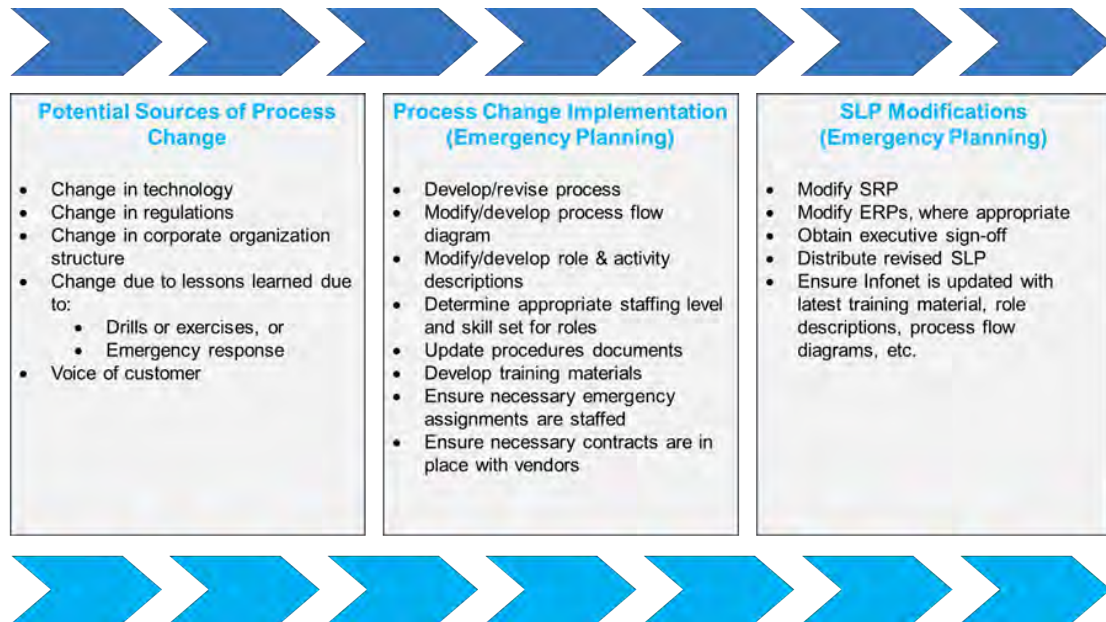 Potential Sources of Process
Change
• Change in technology
• Change in regulations
• Change in corporate organization
structure
• Change due to lessons learned due
to:
• Drills or exercises, or
• Emergency response
• Voice of customer
Process Change Implementation
(Emergency Planning)
• Develop/revise process
• Modify/develop process flow
diagram
• Modify/develop role & activity
descriptions
• Determine appropriate staffing level
and skill set for roles
• Update procedures documents
• Develop training materials
• Ensure necessary emergency
assignments are staffed
• Ensure necessary contracts are in
place with vendors
SLP Modifications
(Emergency Planning)
• Modify SRP
• Modify ERPs, where appropriate
• Obtain executive sign-off
• Distribute revised SLP
• Ensure Infonet is updated with
latest training material, role
descriptions, process flow
diagrams, etc.